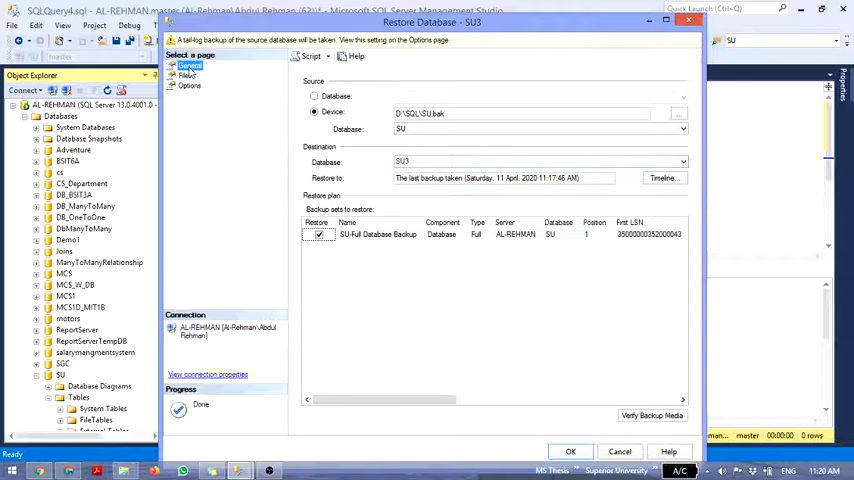 SQLQuery4.sql - AL-REHMAN.master (Al-Rehman\Abdul Rehman (62))* - Microsoft SQL Server Management Studio
Quick Launch (Ctrl+Q)
Restore Database - SU3
File Edit View Project
A tail-log backup of the source database will be taken. View this setting on the Options page.
SU
Select a page
General
Files
Options
Script
Help
Object Explorer
Connect
AL-REHMAN (SQL Server 13.0.4001.0
Databases
System Databases
Database Snapshots
Adventure
BSIT6A
cs
CS_Department
DB_BSIT3A
DB_ManyToMany
DB_OneToOne
DbManyToMany
Demo1
Joins
ManyToManyRelationship
MCS
MCS_W_DB
MCS1
MCS1D_MIT1B
motors
ReportServer
ReportServerTempDB
salarymangmentsystem
SGC
SU
Database Diagrams
Tables
System Tables
FileTables
Source
Database:
Device:
D:\SQL\SU.bak
...
Database:
SU
Destination
Database:
SU3
Restore to:
The last backup taken (Saturday, 11 April, 2020 11:17:46 AM)
Timeline...
Restore plan
Backup sets to restore:
Restore Name Component Type Server Database Position First LSN
SU-Full Database Backup Database Full AL-REHMAN SU 1 35000000352000043
Connection
AL-REHMAN [Al-Rehman\Abdul
Rehman]
View connection properties
Progress
Done
Verify Backup Media
OK
Cancel
Help
Properties
master 00:00:00 0 rows
Ready
MS Thesis
Superior University
A/C
ENG
11:20 AM